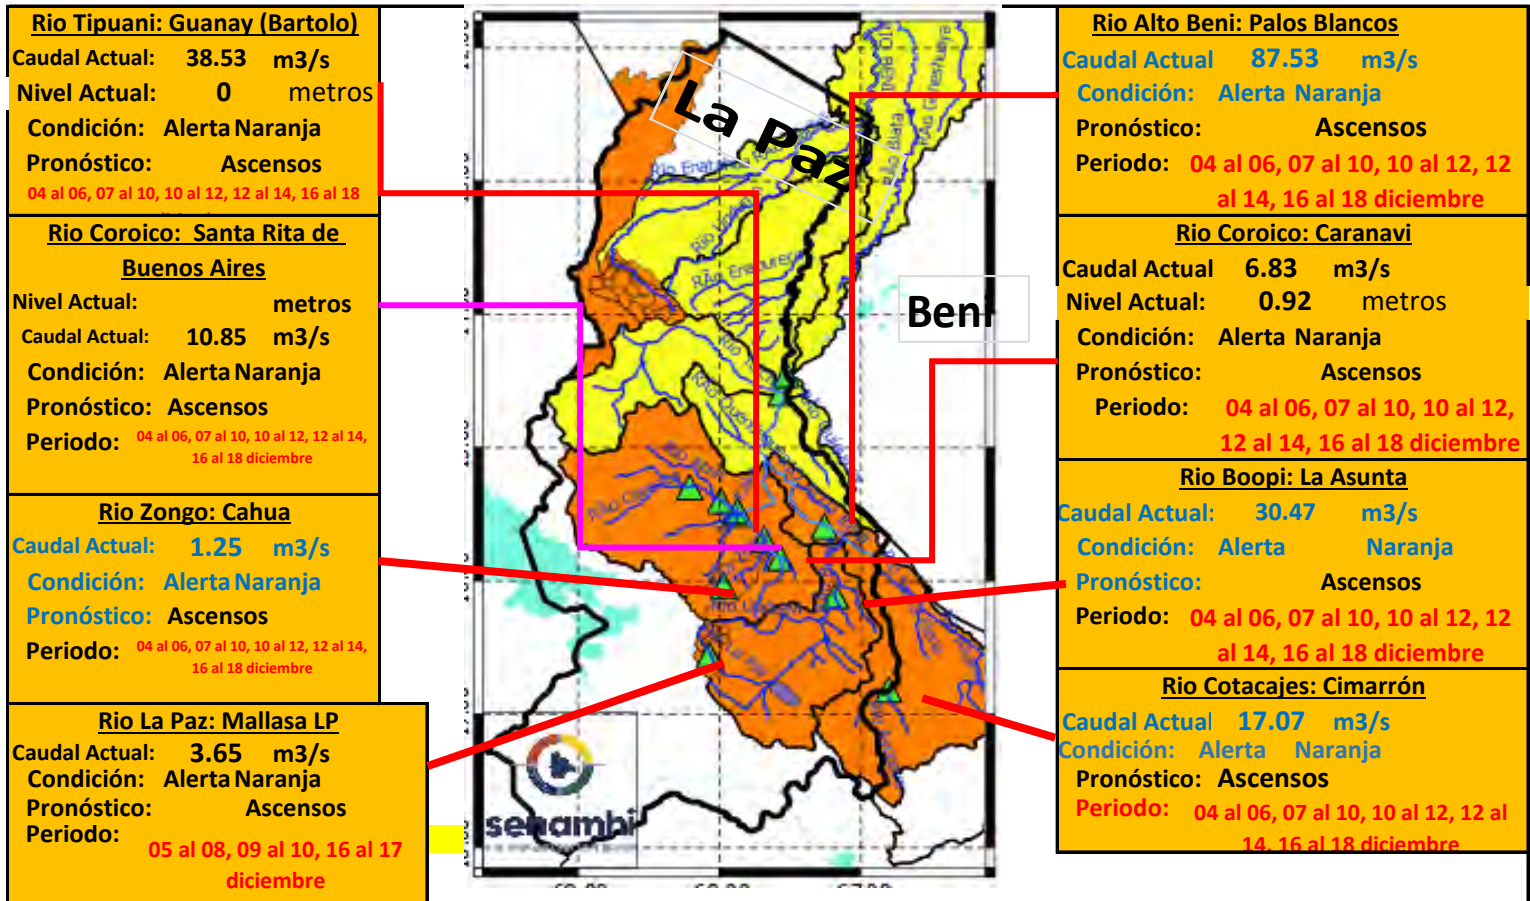 Rio Tipuani: Guanay (Bartolo)
Caudal Actual: 38.53 m3/s
Nivel Actual: 0 metros
Condición: Alerta Naranja
Pronóstico: Ascensos
04 al 06, 07 al 10, 10 al 12, 12 al 14, 16 al 18
Rio Coroico: Santa Rita de
Buenos Aires
Nivel Actual: metros
Caudal Actual: 10.85 m3/s
Condición: Alerta Naranja
Pronóstico: Ascensos
Periodo: 04 al 06, 07 al 10, 10 al 12, 12 al 14,
16 al 18 diciembre
Rio Zongo: Cahua
Caudal Actual: 1.25 m3/s
Condición: Alerta Naranja
Pronóstico: Ascensos
Periodo: 04 al 06, 07 al 10, 10 al 12, 12 al 14,
16 al 18 diciembre
Rio La Paz: Mallasa LP
Caudal Actual: 3.65 m3/s
Condición: Alerta Naranja
Pronóstico: Ascensos
Periodo: 05 al 08, 09 al 10, 16 al 17
diciembre
La Paz
Beni
senamhi
Rio Alto Beni: Palos Blancos
Caudal Actual 87.53 m3/s
Condición: Alerta Naranja
Pronóstico: Ascensos
Periodo: 04 al 06, 07 al 10, 10 al 12, 12
al 14, 16 al 18 diciembre
Rio Coroico: Caranavi
Caudal Actual 6.83 m3/s
Nivel Actual: 0.92 metros
Condición: Alerta Naranja
Pronóstico: Ascensos
Periodo: 04 al 06, 07 al 10, 10 al 12,
12 al 14, 16 al 18 diciembre
Rio Boopi: La Asunta
Caudal Actual: 30.47 m3/s
Condición: Alerta Naranja
Pronóstico: Ascensos
Periodo: 04 al 06, 07 al 10, 10 al 12, 12
al 14, 16 al 18 diciembre
Rio Cotacajes: Cimarrón
Caudal Actual 17.07 m3/s
Condición: Alerta Naranja
Pronóstico: Ascensos
Periodo: 04 al 06, 07 al 10, 10 al 12, 12 al
14, 16 al 18 diciembre